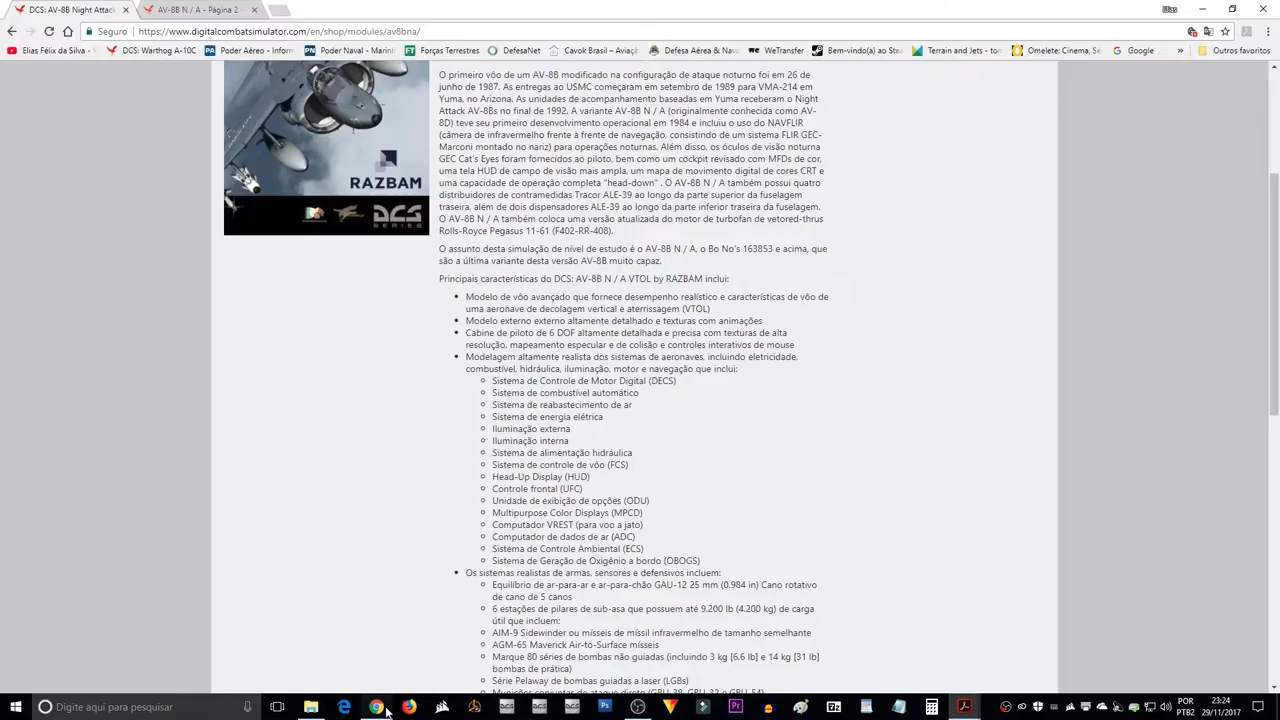 DCS: AV-8B Night Attack
AV-8B N / A - Página 2
Elias
Seguro
https://www.digitalcombatsimulator.com/en/shop/modules/av8bna/
Elias Félix da Silva - Y
DCS: Warthog A-10C
Poder Aéreo - Inform
Poder Naval - Marinh
Forças Terrestres
DefesaNet
Cavok Brasil – Aviaçã
Defesa Aérea & Nava
WeTransfer
Bem-vindo(a) ao Stea
Terrain and Jets - tom
Omelete: Cinema, Sé
Google
»
Outros favoritos
O primeiro vôo de um AV-8B modificado na configuração de ataque noturno foi em 26 de
junho de 1987. As entregas ao USMC começaram em setembro de 1989 para VMA-214 em
Yuma, no Arizona. As unidades de acompanhamento baseadas em Yuma receberam o Night
Attack AV-8Bs no final de 1992. A variante AV-8B N / A (originalmente conhecida como AV-
8D) teve seu primeiro desenvolvimento operacional em 1984 e incluiu o uso do NAVFLIR
(câmera de infravermelho frente à frente de navegação, consistindo de um sistema FLIR GEC-
Marconi montado no nariz) para operações noturnas. Além disso, os óculos de visão noturna
GEC Cat's Eyes foram fornecidos ao piloto, bem como um cockpit revisado com MFDs de cor,
uma tela HUD de campo de visão mais ampla, um mapa de movimento digital de cores CRT e
uma capacidade de operação completa "head-down" . O AV-8B N / A também possui quatro
distribuidores de contramedidas Tracor ALE-39 ao longo da parte superior da fuselagem
traseira, além de dois dispensadores ALE-39 ao longo da parte inferior traseira da fuselagem.
O AV-8B N / A também coloca uma versão atualizada do motor de turbofan de vetored-thrus
Rolls-Royce Pegasus 11-61 (F402-RR-408).
RAZBAM
DCS
SERIES
O assunto desta simulação de nível de estudo é o AV-8B N / A, o Bo No's 163853 e acima, que
são a última variante desta versão AV-8B muito capaz.
Principais características do DCS: AV-8B N / A VTOL by RAZBAM inclui:
• Modelo de vôo avançado que fornece desempenho realístico e características de vôo de
uma aeronave de decolagem vertical e aterrissagem (VTOL)
• Modelo externo externo altamente detalhado e texturas com animações
• Cabine de piloto de 6 DOF altamente detalhada e precisa com texturas de alta
resolução, mapeamento especular e de colisão e controles interativos de mouse
• Modelagem altamente realista dos sistemas de aeronaves, incluindo eletricidade,
combustível, hidráulica, iluminação, motor e navegação que inclui:
Sistema de Controle de Motor Digital (DECS)
Sistema de combustível automático
Sistema de reabastecimento de ar
Sistema de energia elétrica
Iluminação externa
Iluminação interna
Sistema de alimentação hidráulica
Sistema de controle de vôo (FCS)
Head-Up Display (HUD)
Controle frontal (UFC)
Unidade de exibição de opções (ODU)
Multipurpose Color Displays (MPCD)
Computador VREST (para voo a jato)
Computador de dados de ar (ADC)
Sistema de Controle Ambiental (ECS)
Sistema de Geração de Oxigênio a bordo (OBOGS)
• Os sistemas realistas de armas, sensores e defensivos incluem:
Equilíbrio de ar-para-ar e ar-para-chão GAU-12 25 mm (0.984 in) Cano rotativo
de cano de 5 canos
6 estações de pilares de sub-asa que possuem até 9.200 lb (4.200 kg) de carga
útil que incluem:
AIM-9 Sidewinder ou mísseis de míssil infravermelho de tamanho semelhante
AGM-65 Maverick Air-to-Surface mísseis
Marque 80 séries de bombas não guiadas (incluindo 3 kg [6,6 lb] e 14 kg [31 lb]
bombas de prática)
Série Pelaway de bombas guiadas a laser (LGBs)
Munições conjuntas de ataque direto (GBU-38, GBU-32 e GBU-54)
Digite aqui para pesquisar
POR
PTB2
23:24
29/11/2017